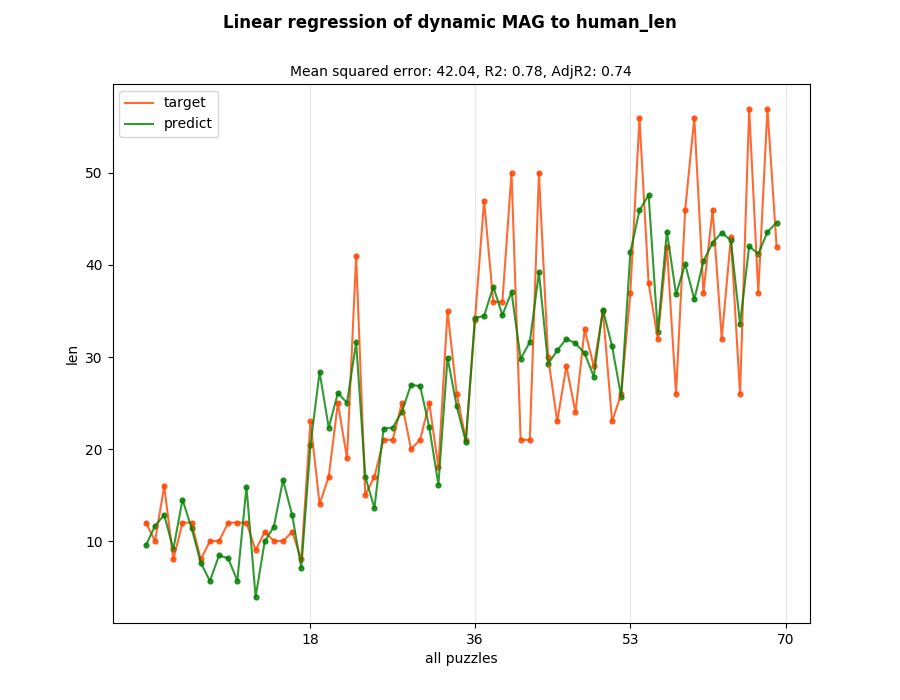 Linear regression of dynamic MAG to human_len
Mean squared error: 42.04, R2: 0.78, AdjR2: 0.74
target
predict
50
40
30
20
10
len
18 36 53 70
all puzzles